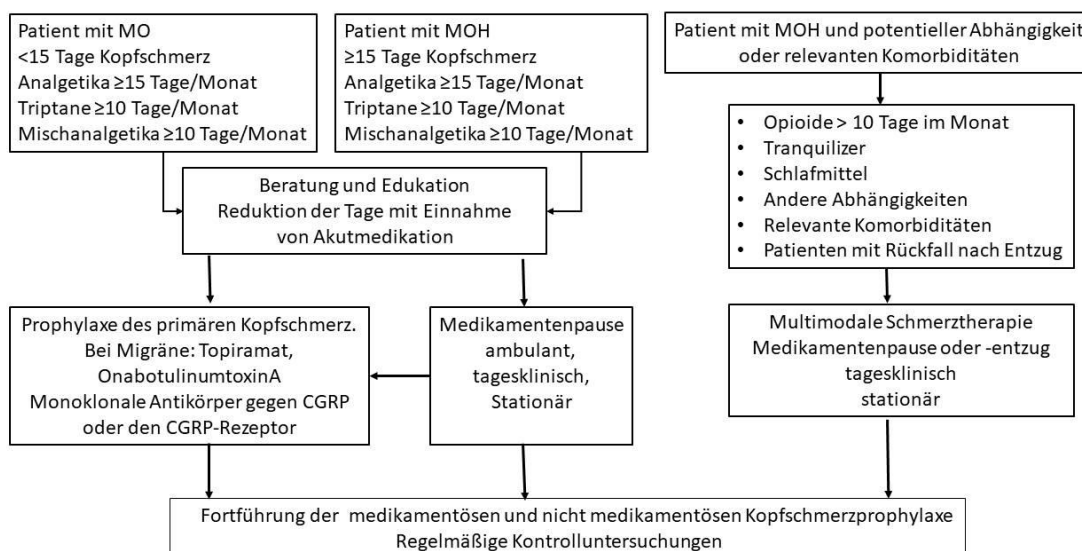 Patient mit MO
<15 Tage Kopfschmerz
Analgetika ≥15 Tage/Monat
Triptane ≥10 Tage/Monat
Mischanalgetika ≥10 Tage/Monat
Patient mit MOH
≥15 Tage Kopfschmerz
Analgetika ≥15 Tage/Monat
Triptane ≥10 Tage/Monat
Mischanalgetika ≥10 Tage/Monat
Patient mit MOH und potentieller Abhängigkeit
oder relevanten Komorbiditäten
Beratung und Edukation
Reduktion der Tage mit Einnahme
von Akutmedikation
• Opioide > 10 Tage im Monat
• Tranquilizer
• Schlafmittel
• Andere Abhängigkeiten
• Relevante Komorbiditäten
• Patienten mit Rückfall nach Entzug
Prophylaxe des primären Kopfschmerz.
Bei Migräne: Topiramat,
OnabotulinumtoxinA
Monoklonale Antikörper gegen CGRP
oder den CGRP-Rezeptor
Medikamentenpause
ambulant,
tagesklinisch,
Stationär
Multimodale Schmerztherapie
Medikamentenpause oder -entzug
tagesklinisch
stationär
Fortführung der medikamentösen und nicht medikamentösen Kopfschmerzprophylaxe
Regelmäßige Kontrolluntersuchungen